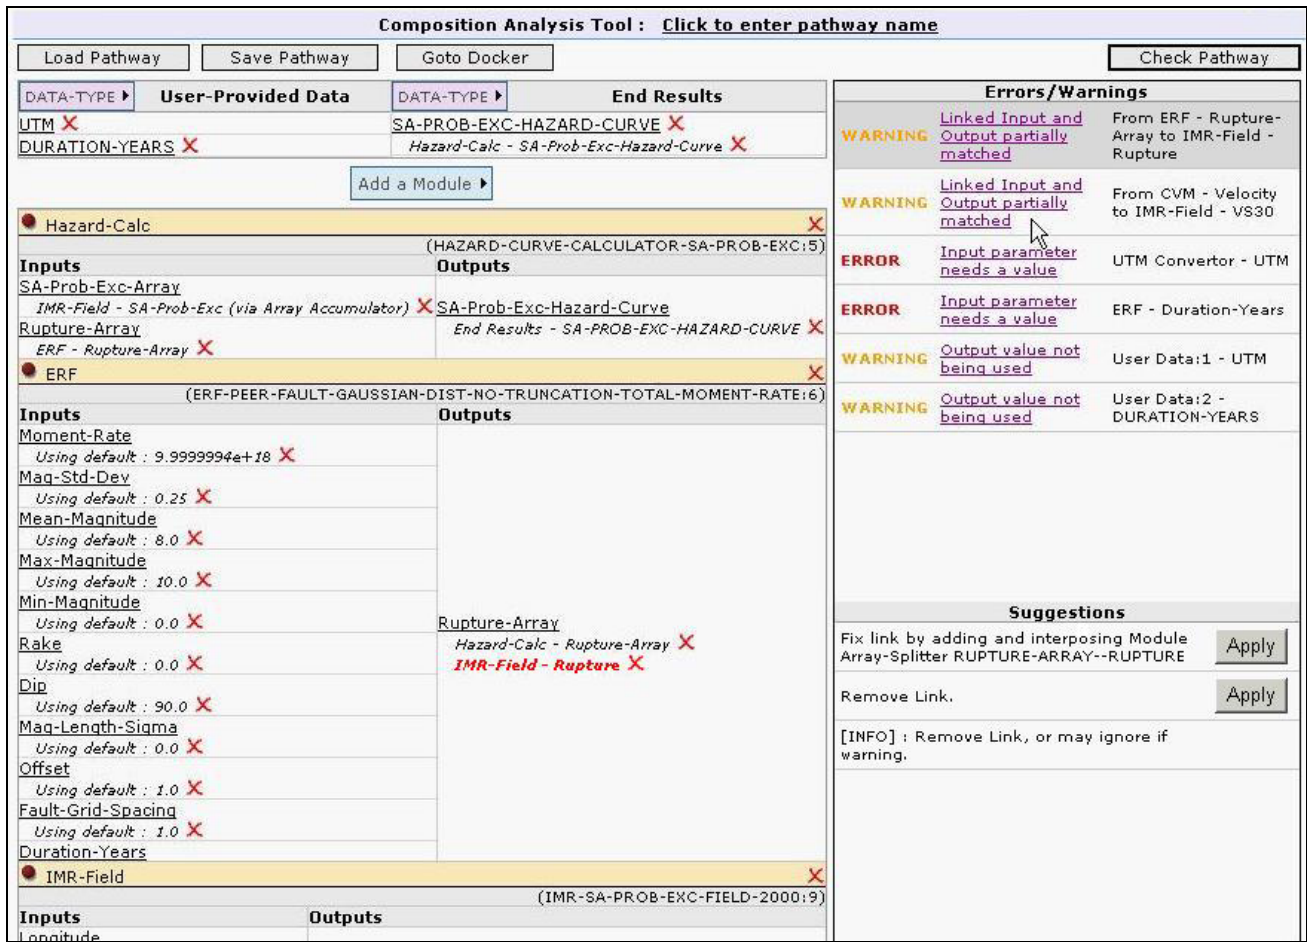 Composition Analysis Tool : Click to enter pathway name
Load Pathway
Save Pathway
Goto Docker
Check Pathway
DATA-TYPE
User-Provided Data
DATA-TYPE
End Results
UTM
DURATION-YEARS
SA-PROB-EXC-HAZARD-CURVE
Hazard-Calc - SA-Prob-Exc-Hazard-Curve
Add a Module
Hazard-Calc
(HAZARD-CURVE-CALCULATOR-SA-PROB-EXC:5)
Inputs
Outputs
SA-Prob-Exc-Array
IMR-Field - SA-Prob-Exc (via Array Accumulator)
Rupture-Array
ERF - Rupture-Array
SA-Prob-Exc-Hazard-Curve
End Results - SA-PROB-EXC-HAZARD-CURVE
ERF
(ERF-PEER-FAULT-GAUSSIAN-DIST-NO-TRUNCATION-TOTAL-MOMENT-RATE:6)
Inputs
Outputs
Moment-Rate
Using default : 9.9999994e+18
Mag-Std-Dev
Using default : 0.25
Mean-Magnitude
Using default : 8.0
Max-Magnitude
Using default : 10.0
Min-Magnitude
Using default : 0.0
Rake
Using default : 0.0
Dip
Using default : 90.0
Mag-Length-Sigma
Using default : 0.0
Offset
Using default : 1.0
Fault-Grid-Spacing
Using default : 1.0
Duration-Years
Rupture-Array
Hazard-Calc - Rupture-Array
IMR-Field - Rupture
IMR-Field
(IMR-SA-PROB-EXC-FIELD-2000:9)
Inputs
Outputs
Longitude
Errors/Warnings
WARNING
Linked Input and
Output partially
matched
From ERF - Rupture-
Array to IMR-Field -
Rupture
WARNING
Linked Input and
Output partially
matched
From CVM - Velocity
to IMR-Field - VS30
ERROR
Input parameter
needs a value
UTM Convertor - UTM
ERROR
Input parameter
needs a value
ERF - Duration-Years
WARNING
Output value not
being used
User Data:1 - UTM
WARNING
Output value not
being used
User Data:2 -
DURATION-YEARS
Suggestions
Fix link by adding and interposing Module
Array-Splitter RUPTURE-ARRAY--RUPTURE
Apply
Remove Link.
Apply
[INFO] : Remove Link, or may ignore if
warning.